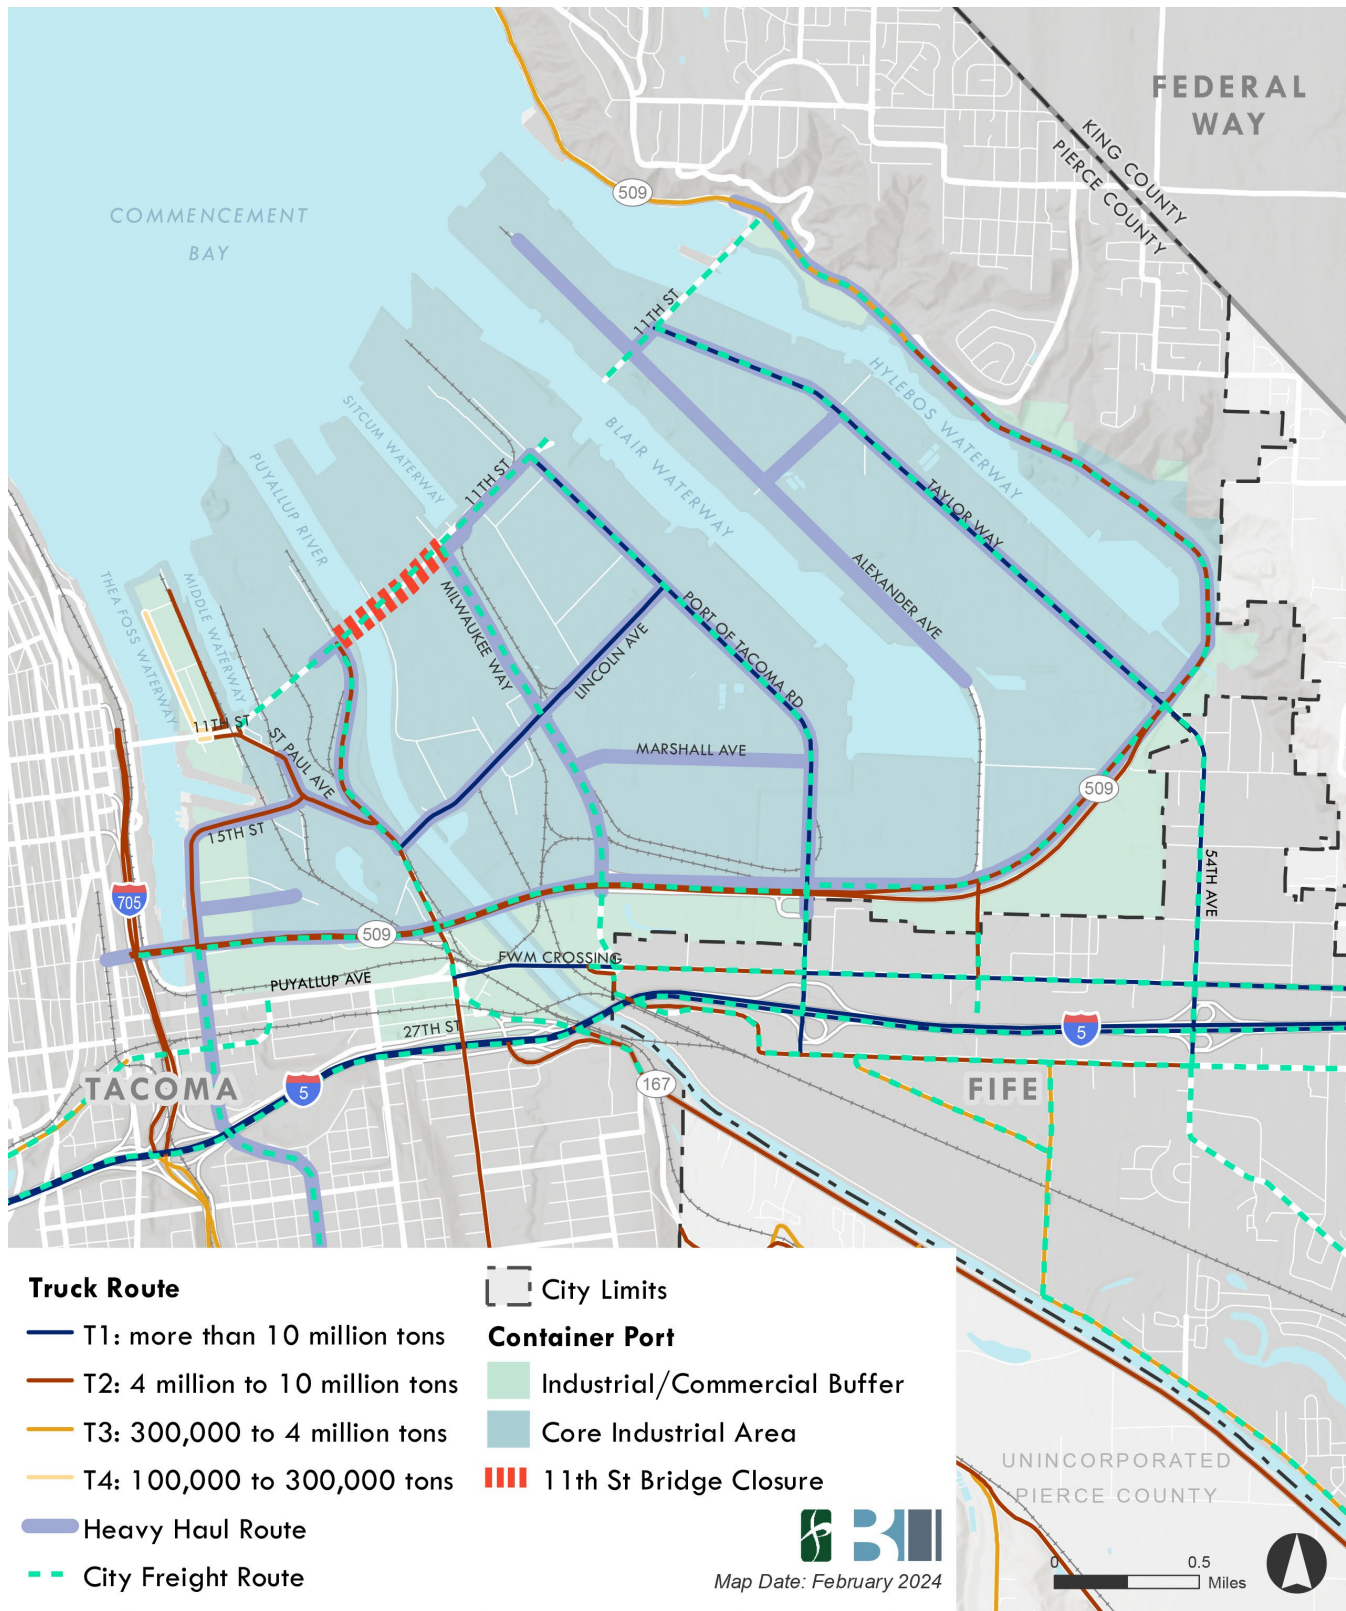 FEDERAL
WAY
KING COUNTY
PIERCE COUNTY
509
COMMENCEMENT
BAY
11TH ST
HYLEBOS WATERWAY
SITCUM WATERWAY
BLAIR WATERWAY
PUYALLUP RIVER
11TH ST
TAYLOR WAY
ALEXANDER AVE
THEA FOSS WATERWAY
MIDDLE WATERWAY
MILWAUKEE WAY
LINCOLN AVE
PORT OF TACOMA RD
11TH ST
ST PAUL AVE
MARSHALL AVE
509
15TH ST
54TH AVE
705
509
FWM CROSSING
PUYALLUP AVE
27TH ST
5
TACOMA
5
167
FIFE
Truck Route
T1: more than 10 million tons
T2: 4 million to 10 million tons
T3: 300,000 to 4 million tons
T4: 100,000 to 300,000 tons
Heavy Haul Route
City Freight Route
City Limits
Container Port
Industrial/Commercial Buffer
Core Industrial Area
11th St Bridge Closure
Map Date: February 2024
UNINCORPORATED
PIERCE COUNTY
0 0.5
Miles